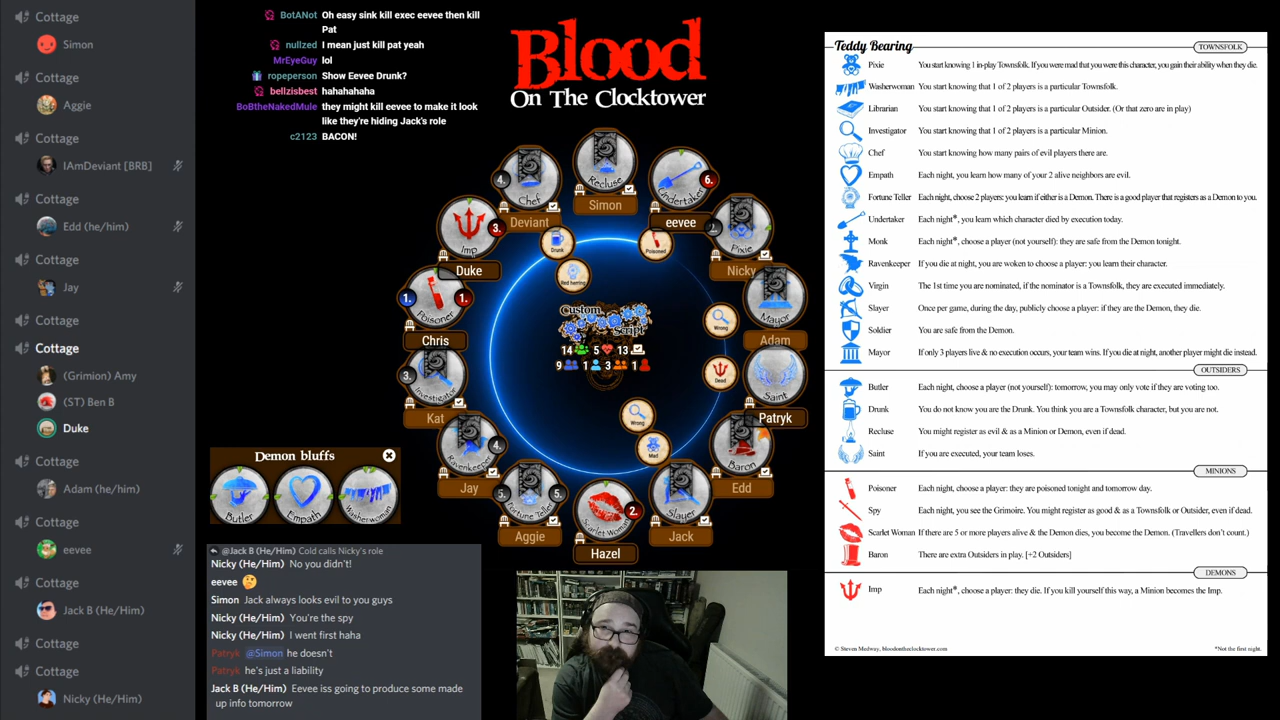 Cottage
Simon
Cottage
Aggie
Cottage
IAmDeviant [BRB]
Cottage
Edd (he/him)
Cottage
Jay
Cottage
Cottage
(Grimion) Amy
(ST) Ben B
Duke
Cottage
Adam (he/him)
Cottage
eevee
Cottage
Jack B (He/Him)
Cottage
Cottage
Nicky (He/Him)
BotANot Oh easy sink kill exec eevee then kill
Pat
nullzed I mean just kill pat yeah
MrEyeGuy lol
ropeperson Show Eevee Drunk?
bellzisbest hahahahaha
BoBtheNakedMule they might kill eevee to make it look
like they're hiding Jack's role
c2123 BACON!
Blood
On The Clocktower
Recluse
Simon
Undertaker
6.
eevee
Pixie
2.
Nicky
Mayor
Adam
Saint
Patryk
Baron
Edd
Slayer
Jack
Scarlet Woman
2.
Hazel
Fortune Teller
5.
5.
Aggie
Ravenkeeper
4.
Jay
Investigator
3.
Kat
Poisoner
1.
1.
Chris
Imp
3.
Duke
Chef
4.
Deviant
Drunk
Red herring
Poisoned
Wrong
Dead
Wrong
Mad
Custom
Script
14 5 13
9 1 3 1
Demon bluffs
Butler
Empath
Washerwoman
@Jack B (He/Him) Cold calls Nicky's role
Nicky (He/Him) No you didn't!
eevee 🤔
Simon Jack always looks evil to you guys
Nicky (He/Him) You're the spy
Nicky (He/Him) I went first haha
Patryk @Simon he doesn't
Patryk he's just a liability
Jack B (He/Him) Eevee iss going to produce some made
up info tomorrow
Teddy Bearing
TOWNSFOLK
Pixie You start knowing 1 in-play Townsfolk. If you were mad that you were this character, you gain their ability when they die.
Washerwoman You start knowing that 1 of 2 players is a particular Townsfolk.
Librarian You start knowing that 1 of 2 players is a particular Outsider. (Or that zero are in play)
Investigator You start knowing that 1 of 2 players is a particular Minion.
Chef You start knowing how many pairs of evil players there are.
Empath Each night, you learn how many of your 2 alive neighbors are evil.
Fortune Teller Each night, choose 2 players: you learn if either is a Demon. There is a good player that registers as a Demon to you.
Undertaker Each night*, you learn which character died by execution today.
Monk Each night*, choose a player (not yourself): they are safe from the Demon tonight.
Ravenkeeper If you die at night, you are woken to choose a player: you learn their character.
Virgin The 1st time you are nominated, if the nominator is a Townsfolk, they are executed immediately.
Slayer Once per game, during the day, publicly choose a player: if they are the Demon, they die.
Soldier You are safe from the Demon.
Mayor If only 3 players live & no execution occurs, your team wins. If you die at night, another player might die instead.
OUTSIDERS
Butler Each night, choose a player (not yourself): tomorrow, you may only vote if they are voting too.
Drunk You do not know you are the Drunk. You think you are a Townsfolk character, but you are not.
Recluse You might register as evil & as a Minion or Demon, even if dead.
Saint If you are executed, your team loses.
MINIONS
Poisoner Each night, choose a player: they are poisoned tonight and tomorrow day.
Spy Each night, you see the Grimoire. You might register as good & as a Townsfolk or Outsider, even if dead.
Scarlet Woman If there are 5 or more players alive & the Demon dies, you become the Demon. (Travellers don't count.)
Baron There are extra Outsiders in play. [+2 Outsiders]
DEMONS
Imp Each night*, choose a player: they die. If you kill yourself this way, a Minion becomes the Imp.
© Steven Medway, bloodontheclocktower.com
*Not the first night.